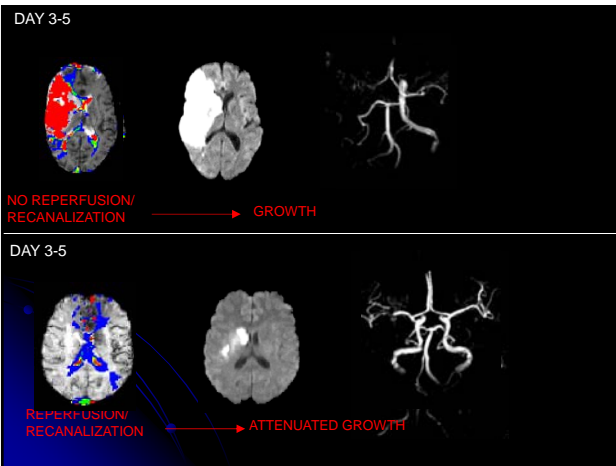 DAY 3-5
NO REPERFUSION/
RECANALIZATION
GROWTH
DAY 3-5
REPERFUSION/
RECANALIZATION
ATTENUATED GROWTH